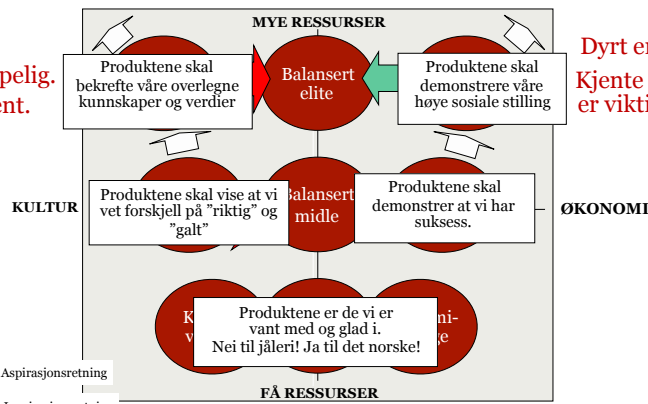 MYE RESSURSER
Dyrt er
pelig.
ent.
Produktene skal
bekrefte våre overlegne
kunnskaper og verdier
Balansert
elite
Produktene skal
demonstrere våre
høye sosiale stilling
Kjente
er vikti
KULTUR
Produktene skal vise at vi
vet forskjell på ”riktig” og
”galt”
Balansert
midle
Produktene skal
demonstrer at vi har
suksess.
ØKONOMI
K
v
Produktene er de vi er
vant med og glad i.
Nei til jåleri! Ja til det norske!
mi-
ge
Aspirasjonsretning
FÅ RESSURSER